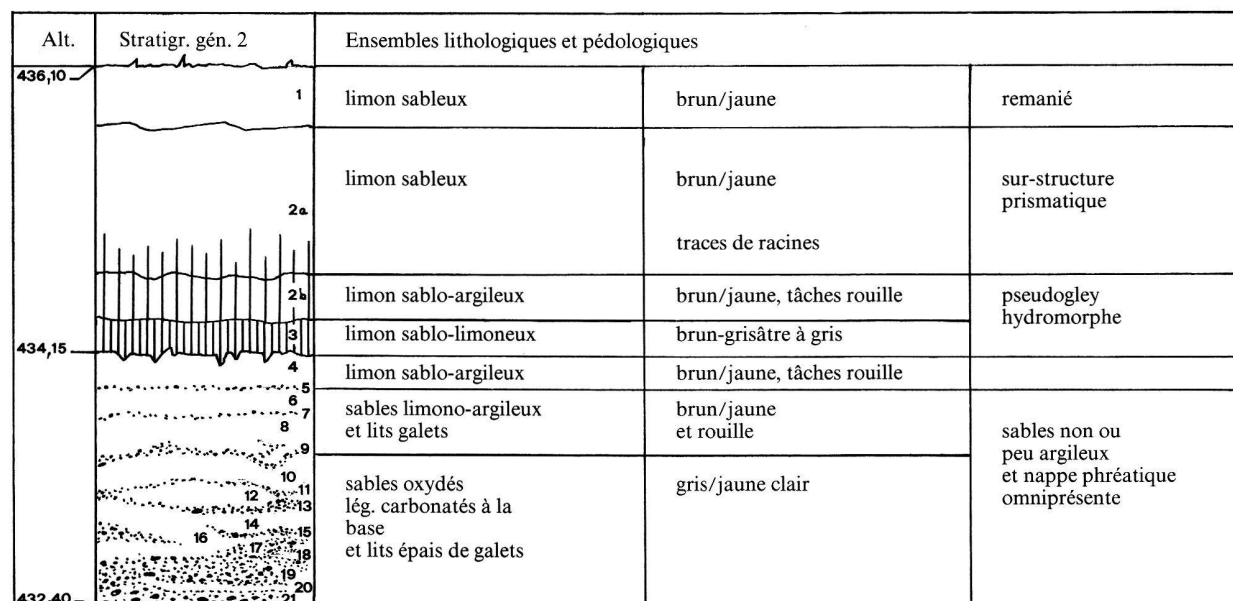 Alt. Stratigr. gén. 2 Ensembles lithologiques et pédologiques
436,10
1 limon sableux brun/jaune remanié
limon sableux brun/jaune sur-structure
prismatique
2a
traces de racines
2b limon sablo-argileux brun/jaune, tâches rouille pseudogley
hydromorphe
3 limon sablo-limoneux brun-grisâtre à gris
434,15
4 limon sablo-argileux brun/jaune, tâches rouille
5
6
7 sables limono-argileux brun/jaune
8 et lits galets et rouille
sables non ou
9 peu argileux
10 sables oxydés gris/jaune clair et nappe phréatique
11 omniprésente
12 lég. carbonatés à la
13
14 base
15
16 et lits épais de galets
17
18
19
20
432,40 21